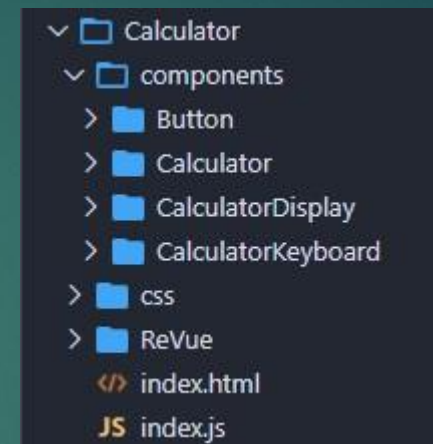 Calculator
components
Button
Calculator
CalculatorDisplay
CalculatorKeyboard
css
ReVue
</> index.html
JS index.js